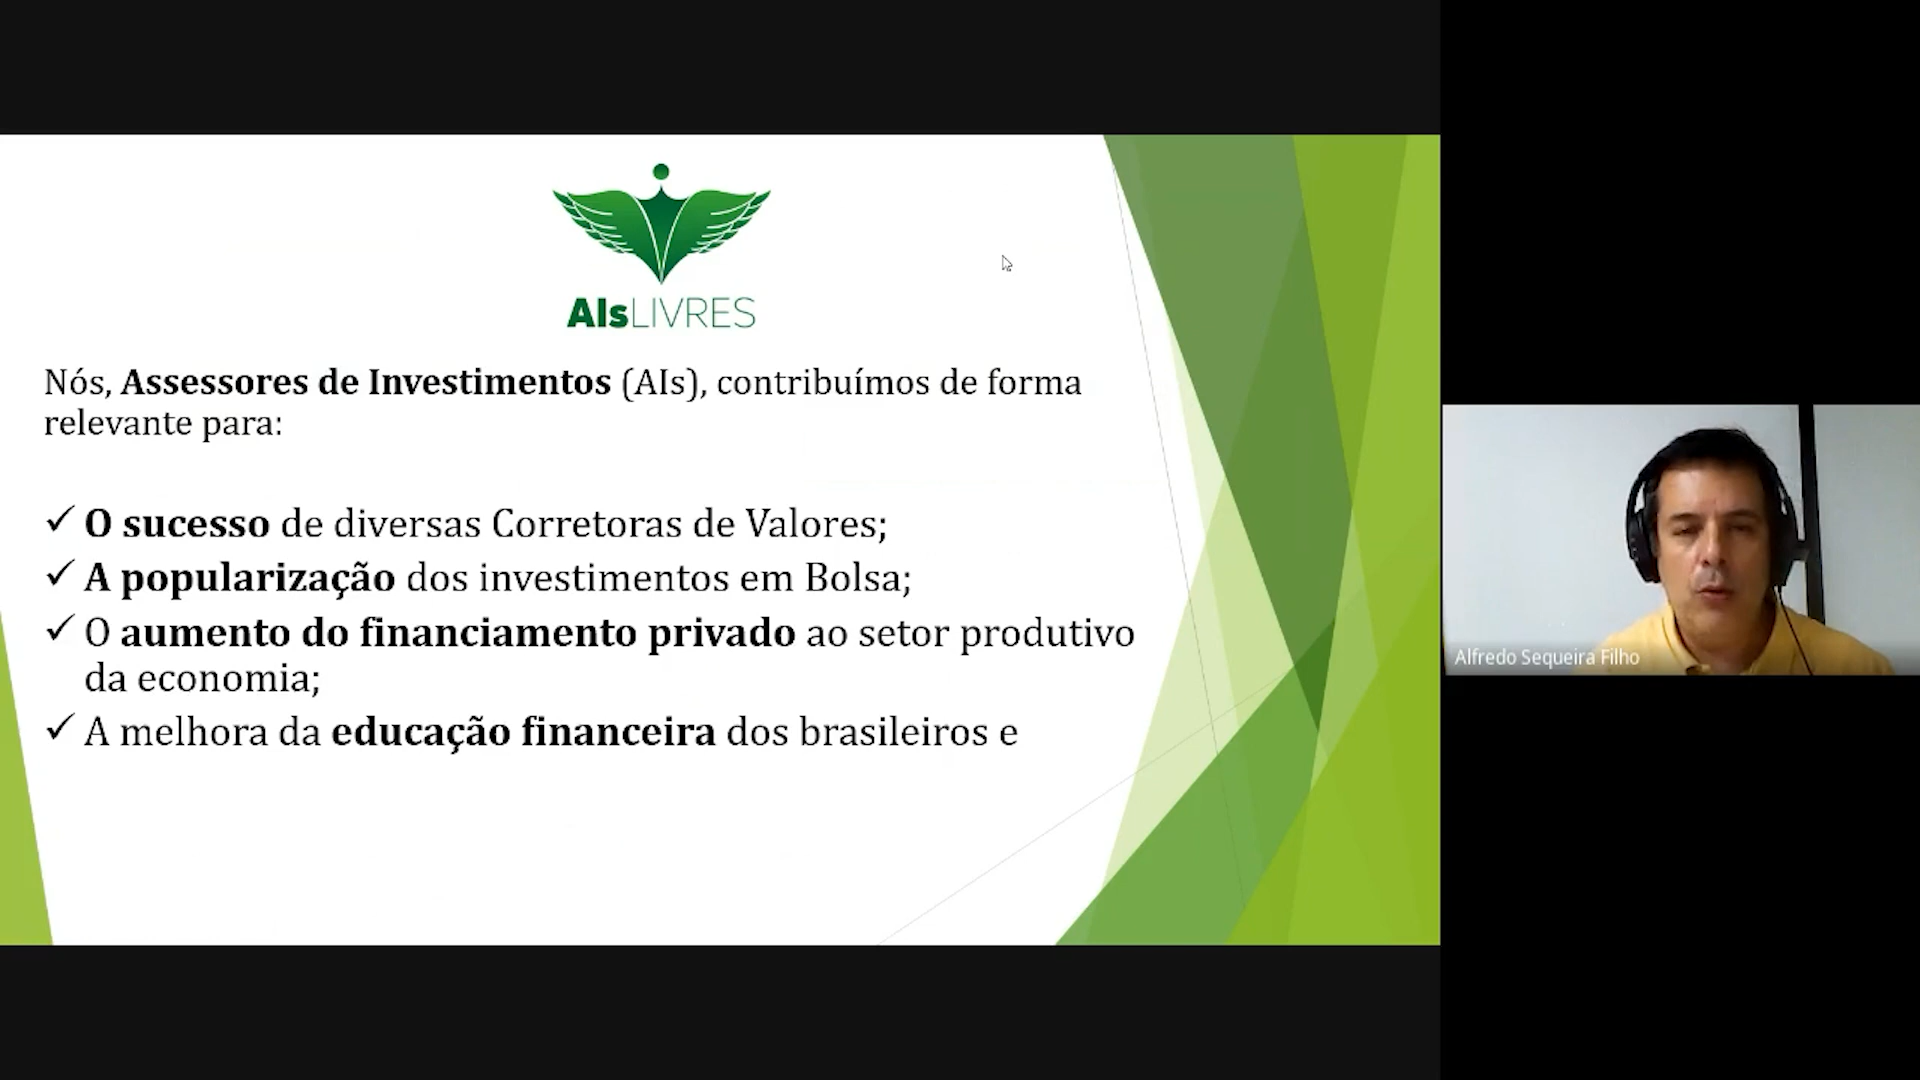 AIsLIVRES
Nós, Assessores de Investimentos (AIs), contribuímos de forma
relevante para:
✓ O sucesso de diversas Corretoras de Valores;
✓ A popularização dos investimentos em Bolsa;
✓ O aumento do financiamento privado ao setor produtivo
da economia;
✓ A melhora da educação financeira dos brasileiros e
Alfredo Sequeira Filho